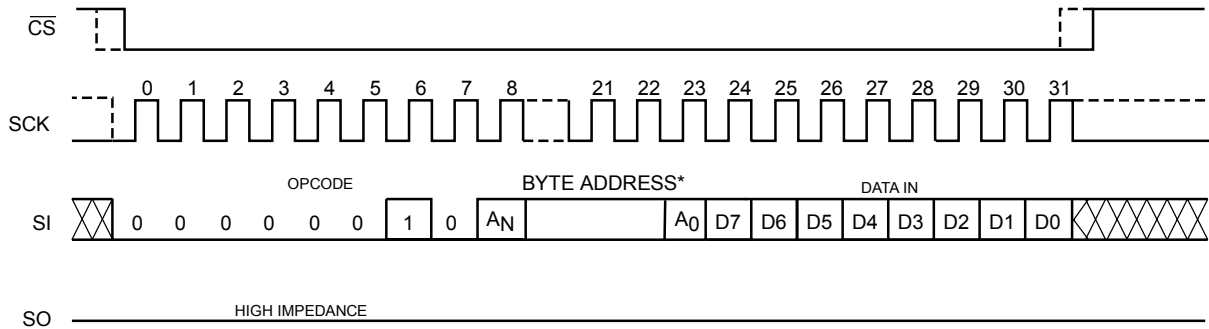 CS
0 1 2 3 4 5 6 7 8 21 22 23 24 25 26 27 28 29 30 31
SCK
OPCODE BYTE ADDRESS* DATA IN
SI 0 0 0 0 0 0 1 0 AN A0 D7 D6 D5 D4 D3 D2 D1 D0
HIGH IMPEDANCE
SO